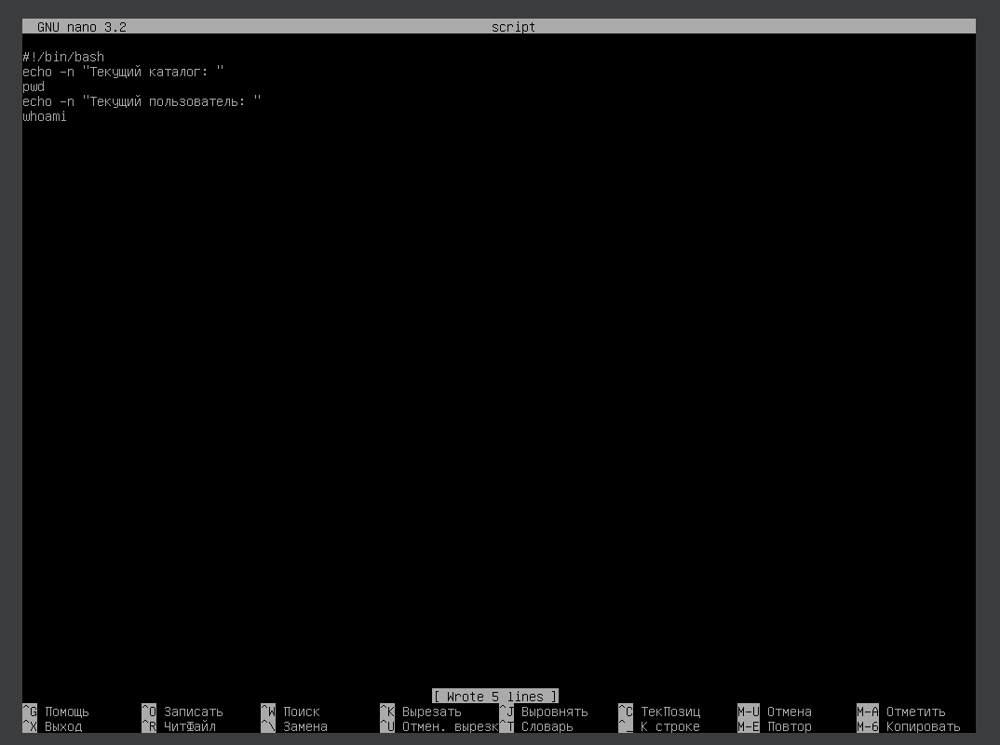 GNU nano 3.2 script
#!/bin/bash
echo -n "Текущий каталог: "
pwd
echo -n "Текущий пользователь: "
whoami
[ Wrote 5 lines ]
^G Помощь ^O Записать ^W Поиск ^K Вырезать ^J Выровнять ^C ТекПозиц M-U Отмена M-A Отметить
^X Выход ^R ЧитФайл ^\ Замена ^U Отмен. вырезк ^T Словарь ^_ К строке M-E Повтор M-6 Копировать